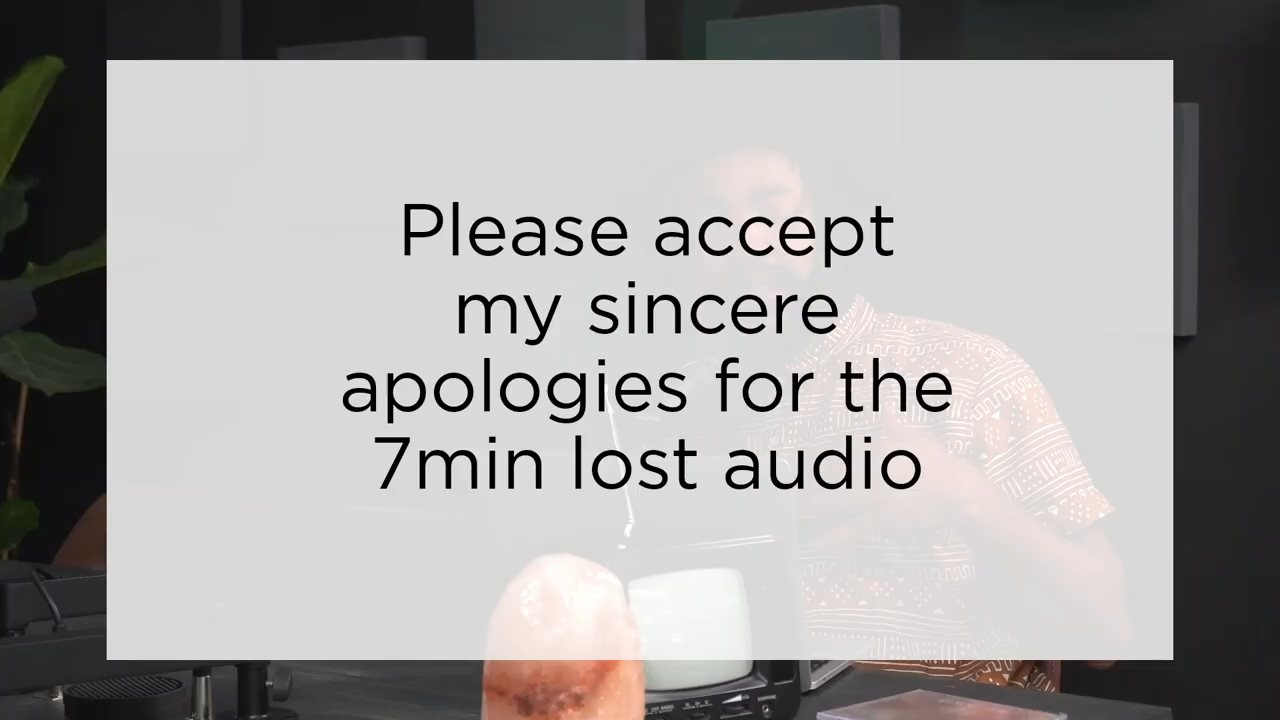 Please accept
my sincere
apologies for the
7min lost audio